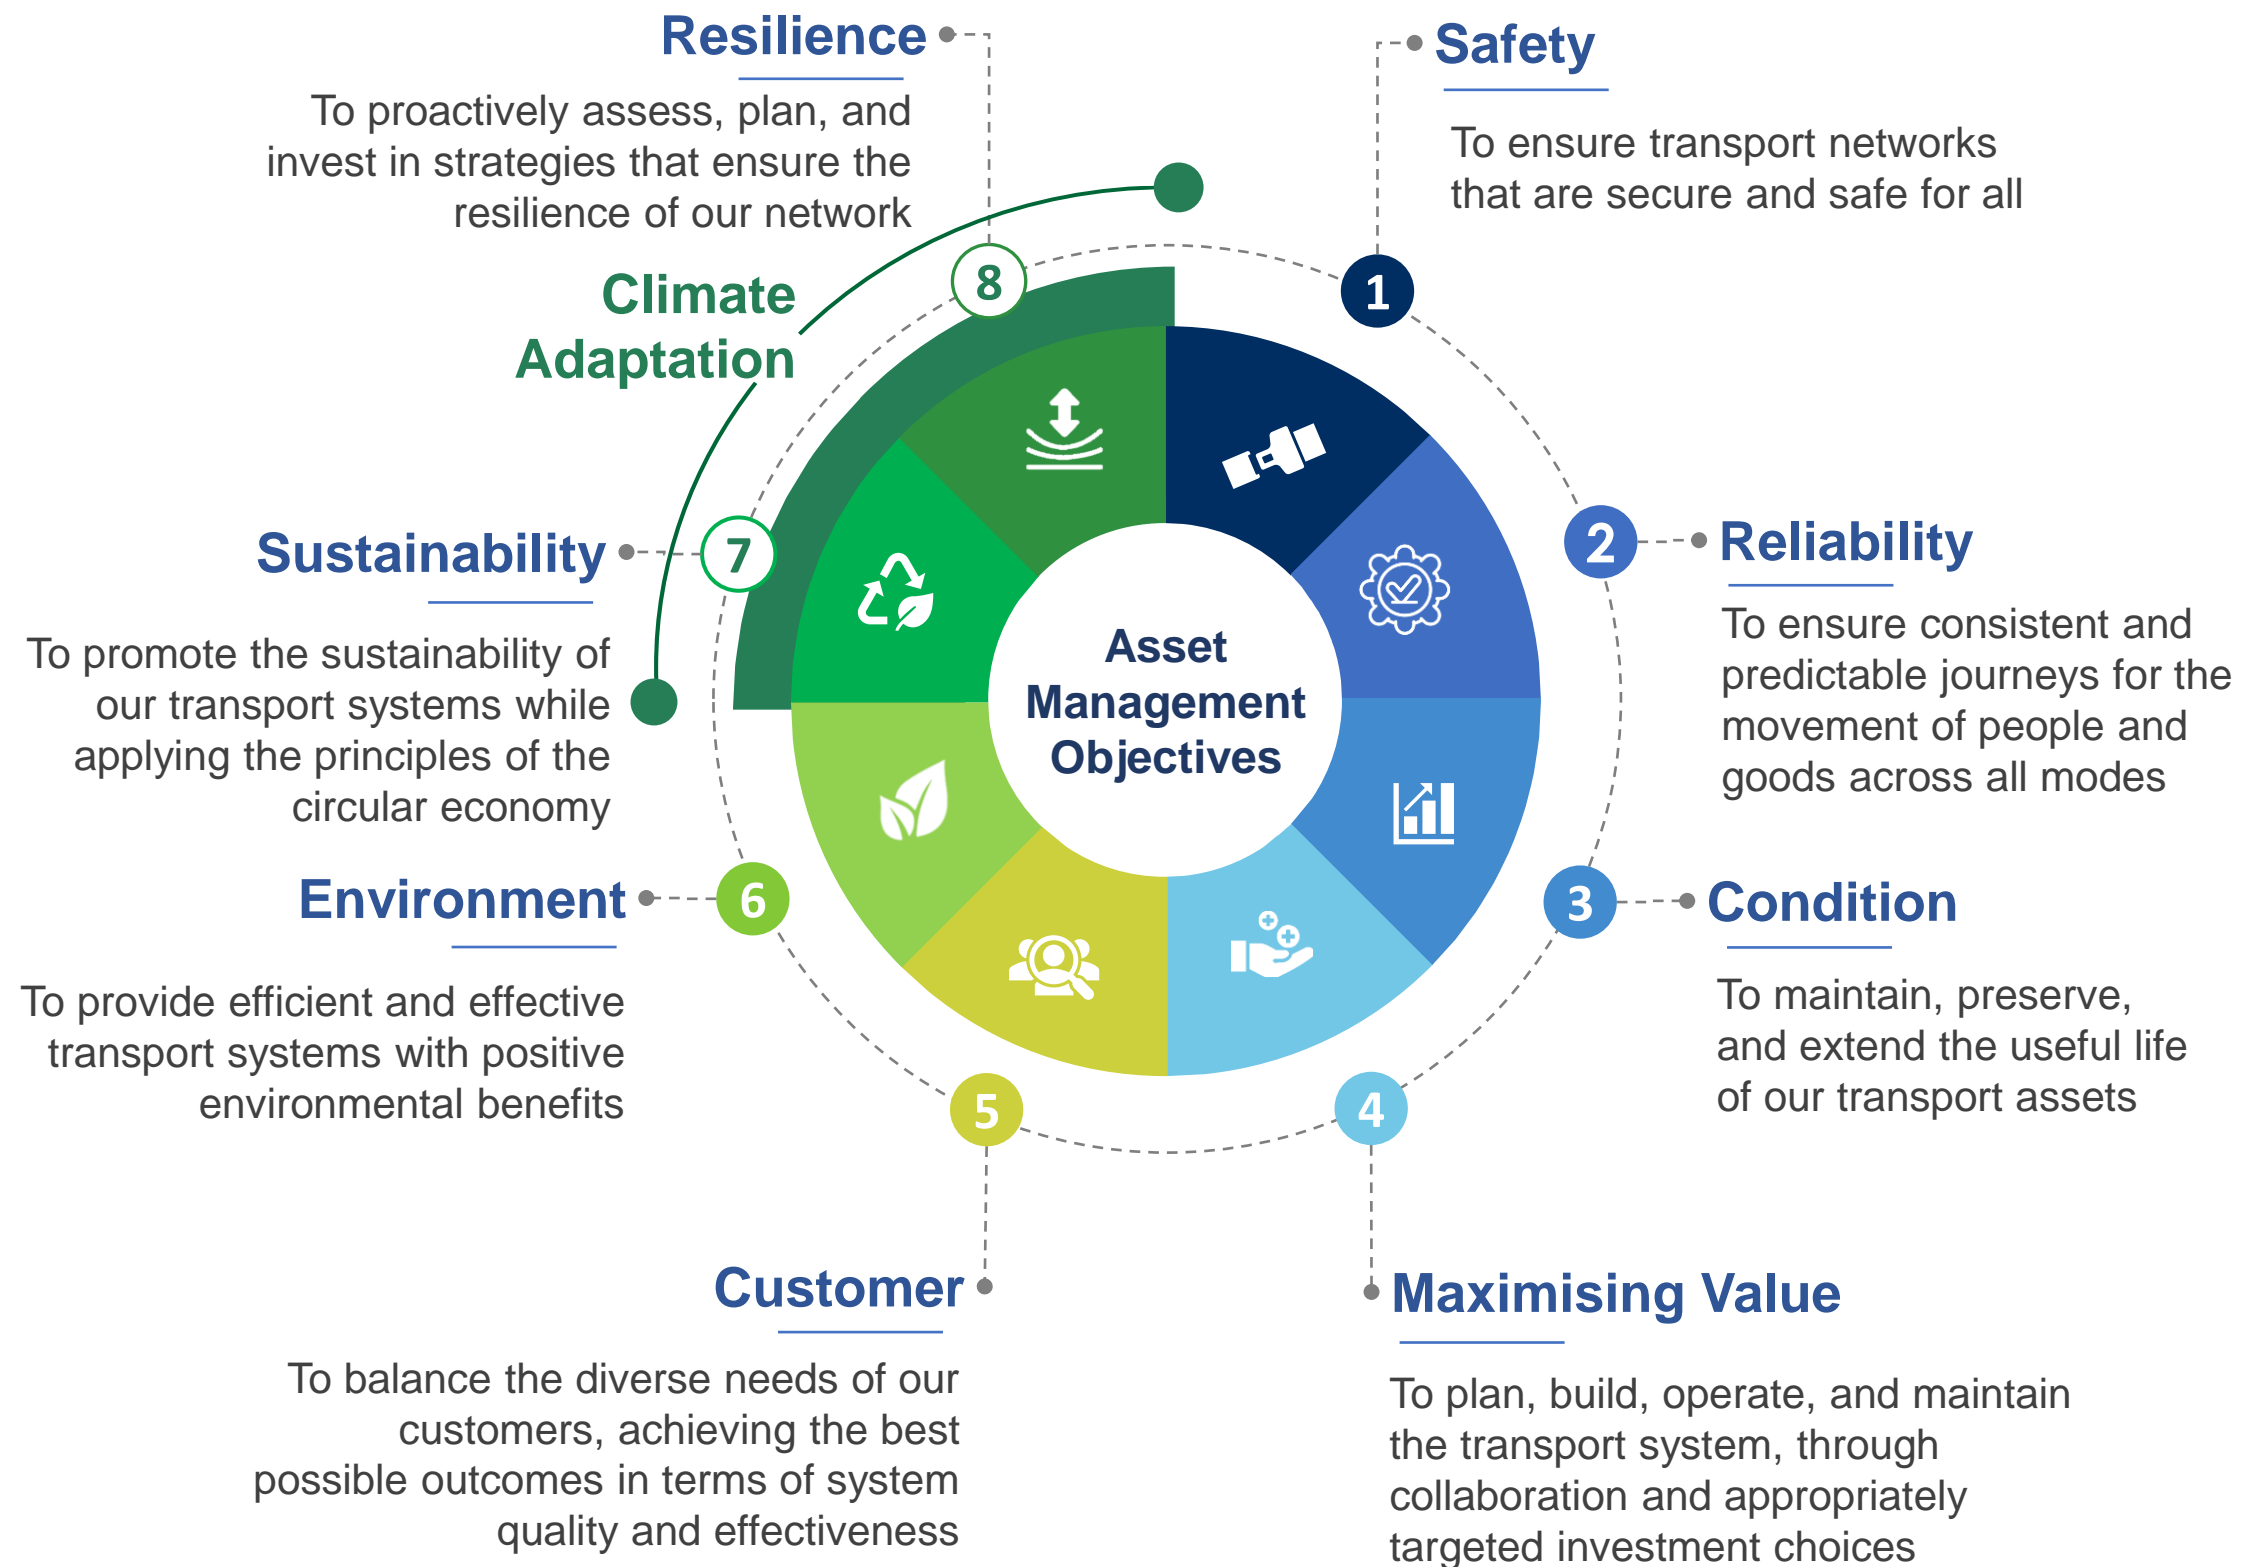 Resilience
To proactively assess, plan, and
invest in strategies that ensure the
resilience of our network
Safety
To ensure transport networks
that are secure and safe for all
Climate
Adaptation
8
1
Sustainability
7
To promote the sustainability of
our transport systems while
applying the principles of the
circular economy
2
Reliability
To ensure consistent and
predictable journeys for the
movement of people and
goods across all modes
Asset
Management
Objectives
Environment
6
To provide efficient and effective
transport systems with positive
environmental benefits
3
Condition
To maintain, preserve,
and extend the useful life
of our transport assets
5
4
Customer
To balance the diverse needs of our
customers, achieving the best
possible outcomes in terms of system
quality and effectiveness
Maximising Value
To plan, build, operate, and maintain
the transport system, through
collaboration and appropriately
targeted investment choices